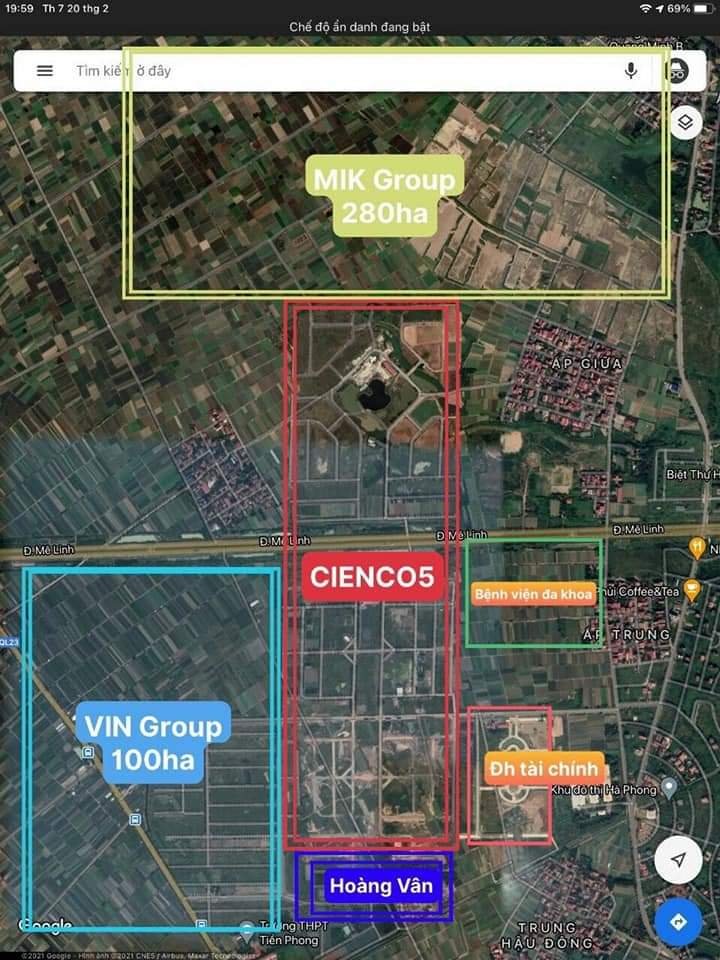 19:59 Th 7 20 thg 2
69%
Chế độ ẩn danh đang bật
Tìm kiếm ở đây
MIK Group
280ha
ẤP GIỮA
Biệt Thự H
Đ. Mê Linh
Đ. Mê Linh
Đ. Mê Linh
Đ. Mê Linh
CIENCO5
Bệnh viện đa khoa
Phủi Coffee&Tea
ẤP TRUNG
QL23
VIN Group
100ha
Đh tài chính
Khu đô thị Hà Phong
Hoàng Vân
Google
Trường THPT
Tiền Phong
TRUNG
HẬU ĐÔNG
©2021 Google - Hình ảnh ©2021 CNES / Airbus, Maxar Technologies